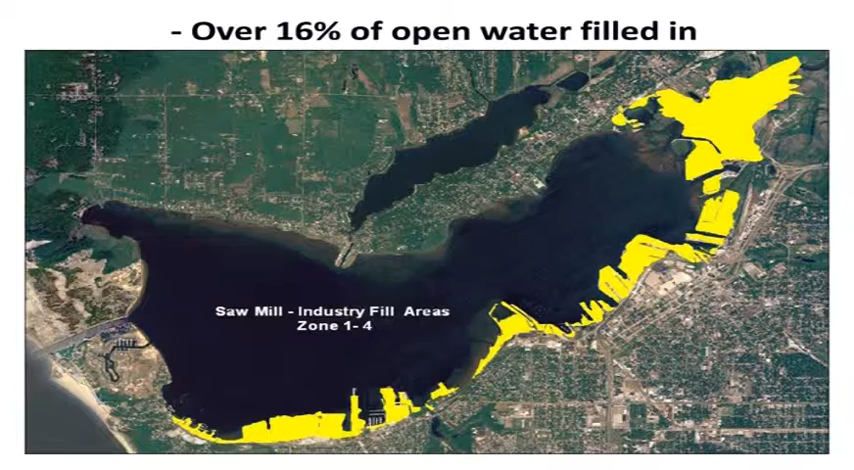 - Over 16% of open water filled in
Saw Mill - Industry Fill Areas
Zone 1- 4